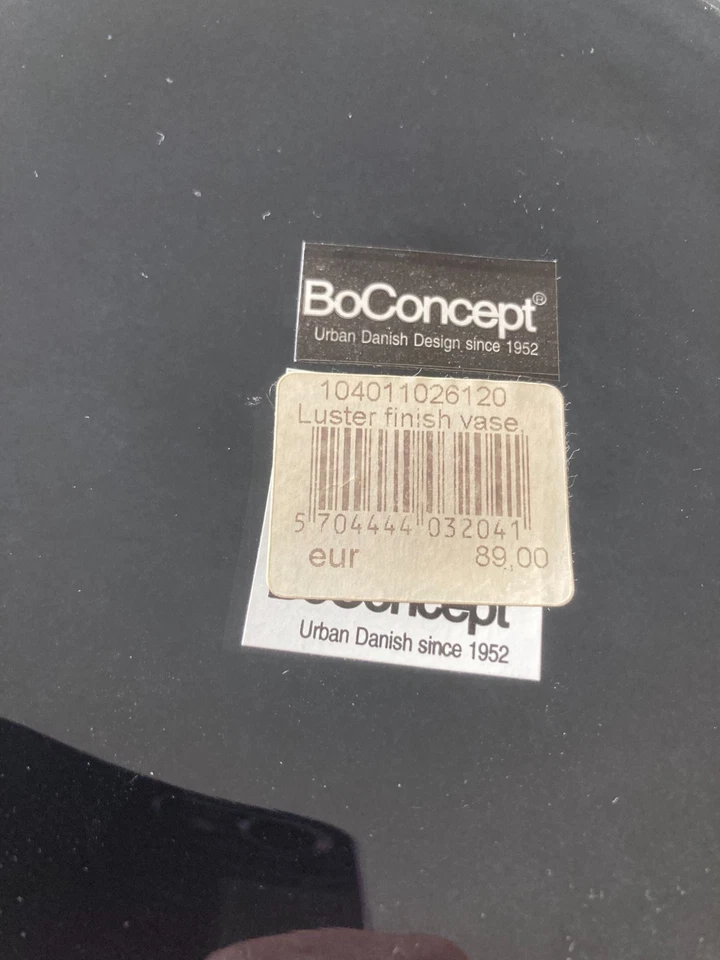 BoConcept®
Urban Danish Design since 1952
104011026120
Luster finish vase
5 704444 032041
eur 89,00
BoConcept
Urban Danish since 1952